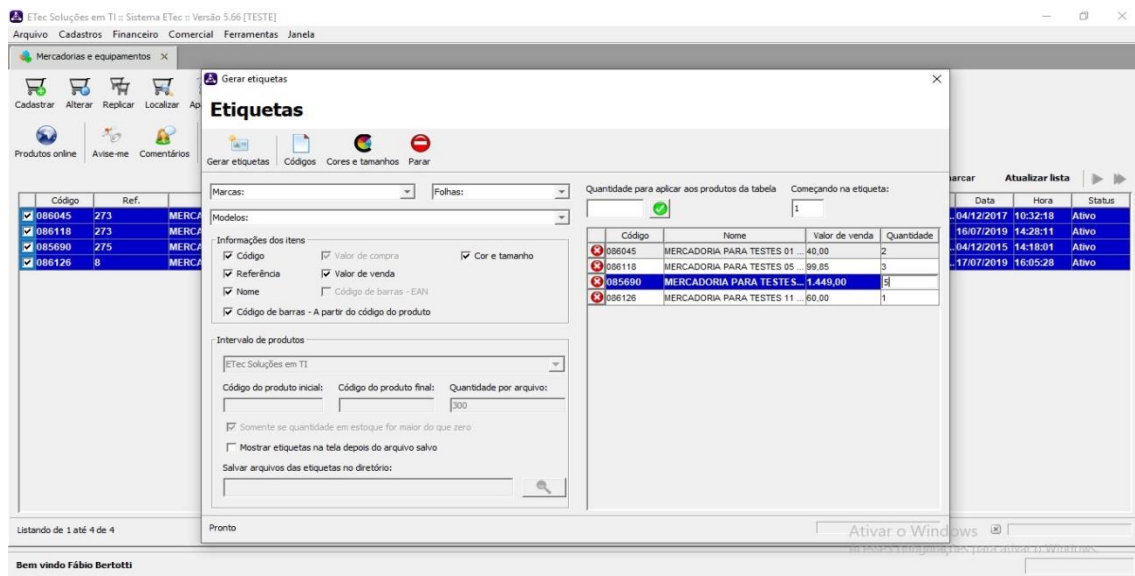 ETec Soluções em TI :: Sistema ETec :: Versão 5.66 [TESTE]
Arquivo Cadastros Financeiro Comercial Ferramentas Janela
Mercadorias e equipamentos
Cadastrar Alterar Replicar Localizar
Produtos online Avise-me Comentários
Atualizar lista
Código Ref. Data Hora Status
086045 273 MERCA 04/12/2017 10:32:18 Ativo
086118 273 MERCA 16/07/2019 14:28:11 Ativo
085690 275 MERCA 04/12/2015 14:18:01 Ativo
086126 8 MERCA 17/07/2019 16:05:28 Ativo
Gerar etiquetas
Etiquetas
Gerar etiquetas Códigos Cores e tamanhos Parar
Marcas: Folhas:
Modelos:
Informações dos itens
Código Valor de compra Cor e tamanho
Referência Valor de venda
Nome Código de barras - EAN
Código de barras - A partir do código do produto
Intervalo de produtos
ETec Soluções em TI
Código do produto inicial: Código do produto final: Quantidade por arquivo:
300
Somente se quantidade em estoque for maior do que zero
Mostrar etiquetas na tela depois do arquivo salvo
Salvar arquivos das etiquetas no diretório:
Quantidade para aplicar aos produtos da tabela Começando na etiqueta:
1
Código Nome Valor de venda Quantidade
086045 MERCADORIA PARA TESTES 01 ... 40,00 2
086118 MERCADORIA PARA TESTES 05 ... 99,85 3
085690 MERCADORIA PARA TESTES... 1.449,00 5
086126 MERCADORIA PARA TESTES 11 ... 60,00 1
Pronto
Listando de 1 até 4 de 4
Ativar o Windows
Bem vindo Fábio Bertotti